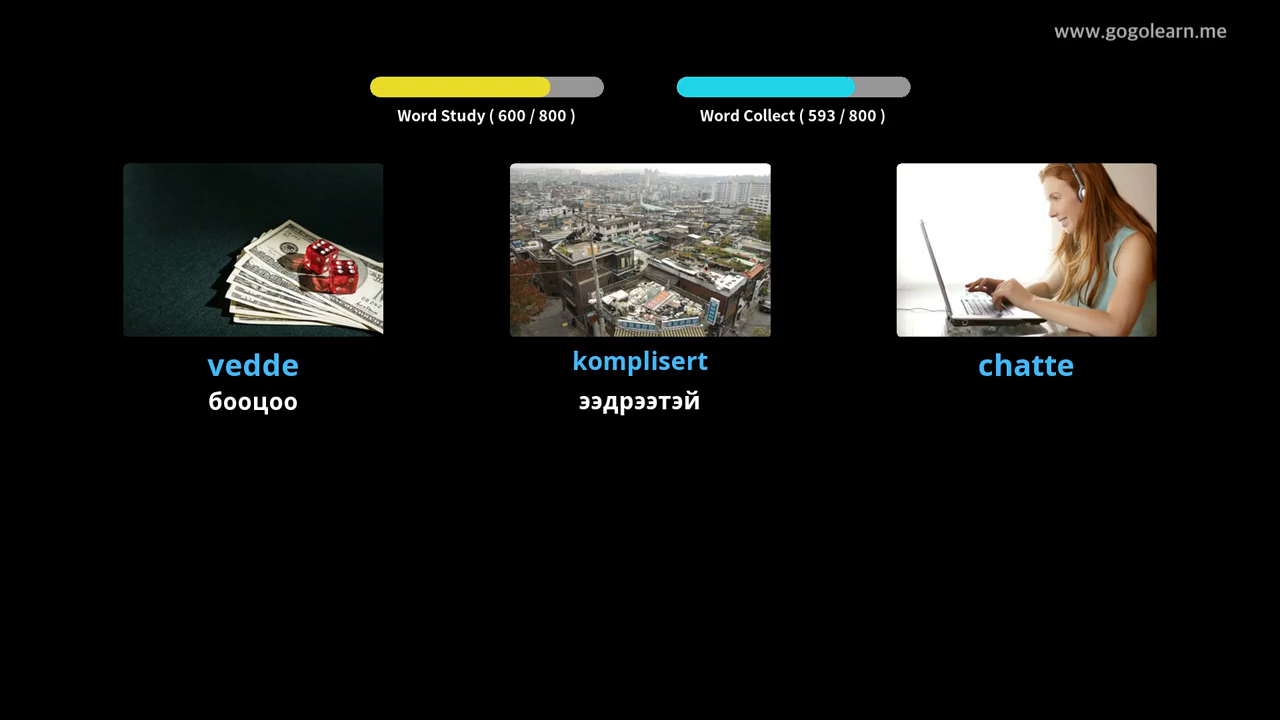 www.gogolearn.me
Word Study ( 600 / 800 )
Word Collect ( 593 / 800 )
vedde
бооцоо
komplisert
ээдрээтэй
chatte